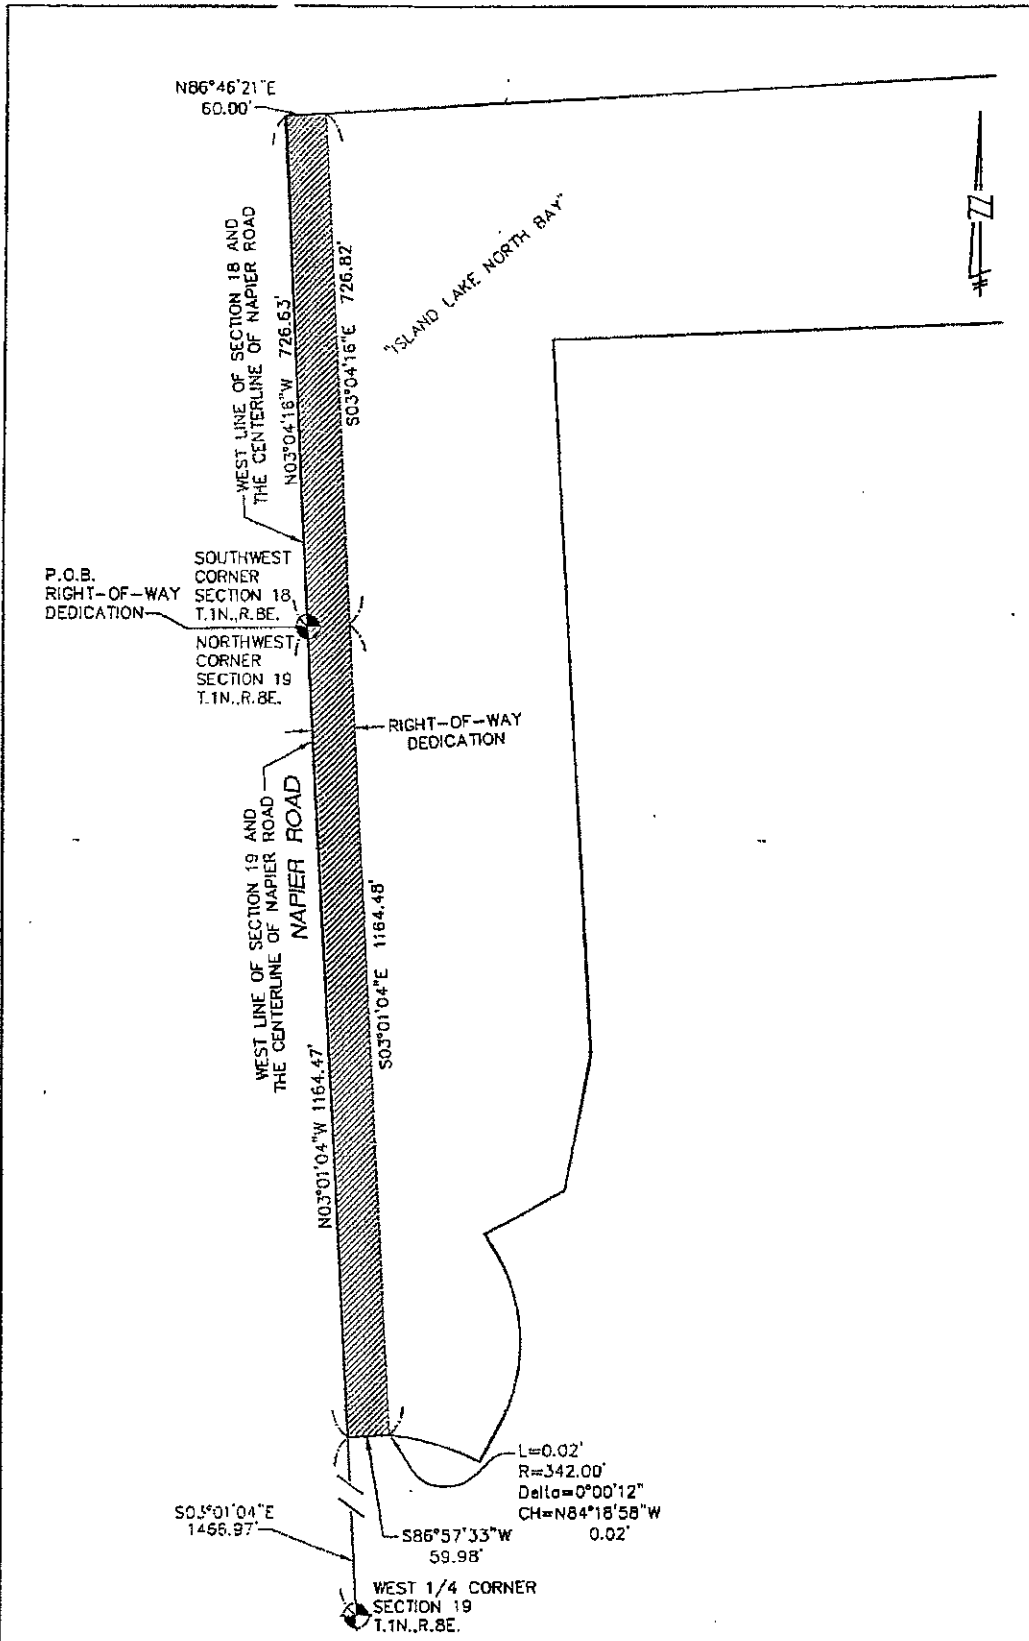 N86°46'21"E
60.00'
WEST LINE OF SECTION 18 AND
THE CENTERLINE OF NAPIER ROAD
N03°04'16"W 726.63'
S03°04'16"E 726.82'
"ISLAND LAKE NORTH BAY"
N
P.O.B.
RIGHT-OF-WAY
DEDICATION
SOUTHWEST
CORNER
SECTION 18
T.1N.,R.8E.
NORTHWEST
CORNER
SECTION 19
T.1N.,R.8E.
RIGHT-OF-WAY
DEDICATION
WEST LINE OF SECTION 19 AND
THE CENTERLINE OF NAPIER ROAD
NAPIER ROAD
N03°01'04"W 1164.47'
S03°01'04"E 1164.48'
L=0.02'
R=342.00'
Delta=0°00'12"
CH=N84°18'58"W
0.02'
S03°01'04"E
1466.97'
S86°57'33"W
59.98'
WEST 1/4 CORNER
SECTION 19
T.1N.,R.8E.